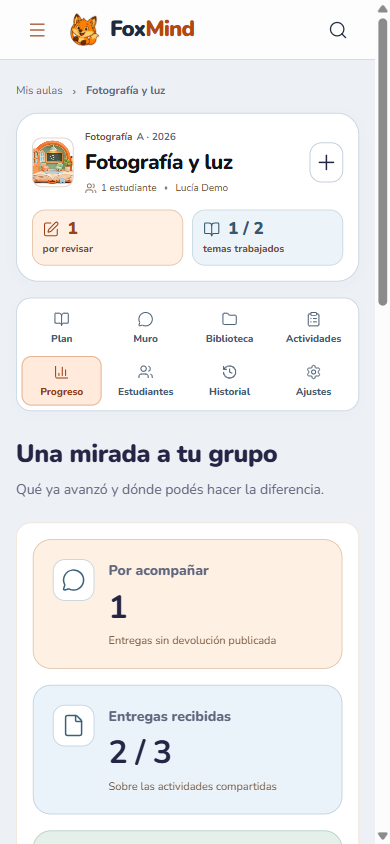 FoxMind
Mis aulas › Fotografía y luz
Fotografía A · 2026
Fotografía y luz
1 estudiante • Lucía Demo
1
por revisar
1 / 2
temas trabajados
Plan
Muro
Biblioteca
Actividades
Progreso
Estudiantes
Historial
Ajustes
Una mirada a tu grupo
Qué ya avanzó y dónde podés hacer la diferencia.
Por acompañar
1
Entregas sin devolución publicada
Entregas recibidas
2 / 3
Sobre las actividades compartidas